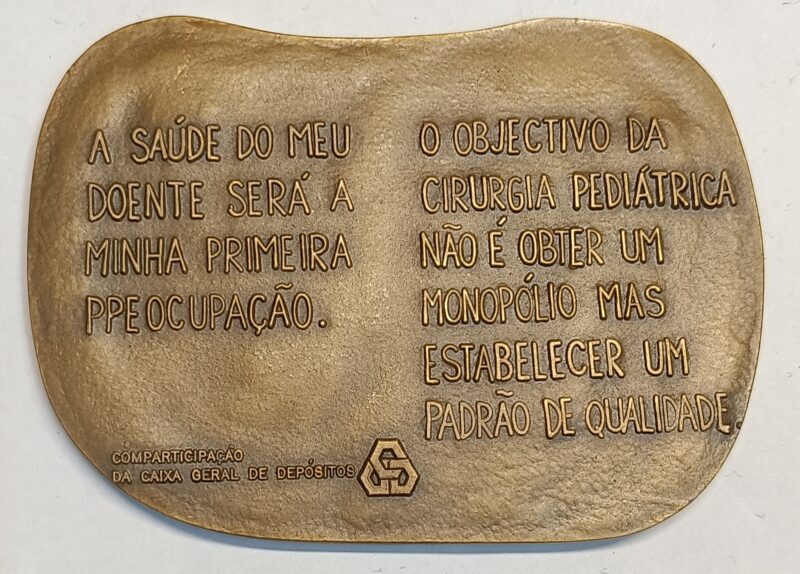 A SAÚDE DO MEU
DOENTE SERÁ A
MINHA PRIMEIRA
PPEOCUPAÇÃO.
O OBJECTIVO DA
CIRURGIA PEDIÁTRICA
NÃO É OBTER UM
MONOPÓLIO MAS
ESTABELECER UM
PADRÃO DE QUALIDADE.
COMPARTICIPAÇÃO
DA CAIXA GERAL DE DEPÓSITOS